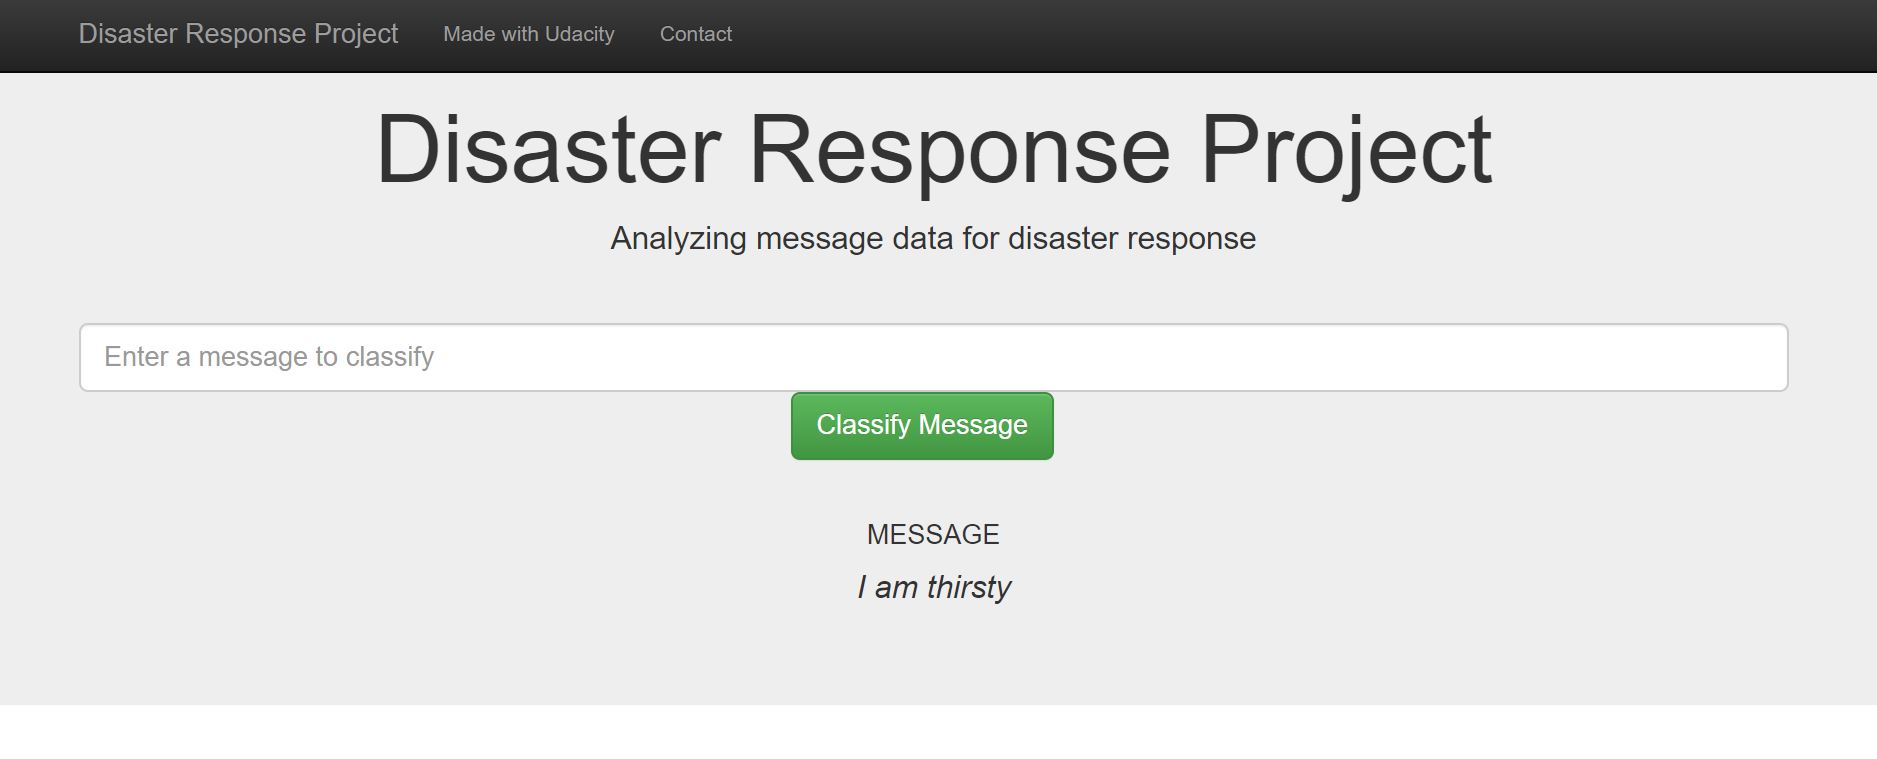 Disaster Response Project Made with Udacity Contact
Disaster Response Project
Analyzing message data for disaster response
Enter a message to classify
Classify Message
MESSAGE
I am thirsty